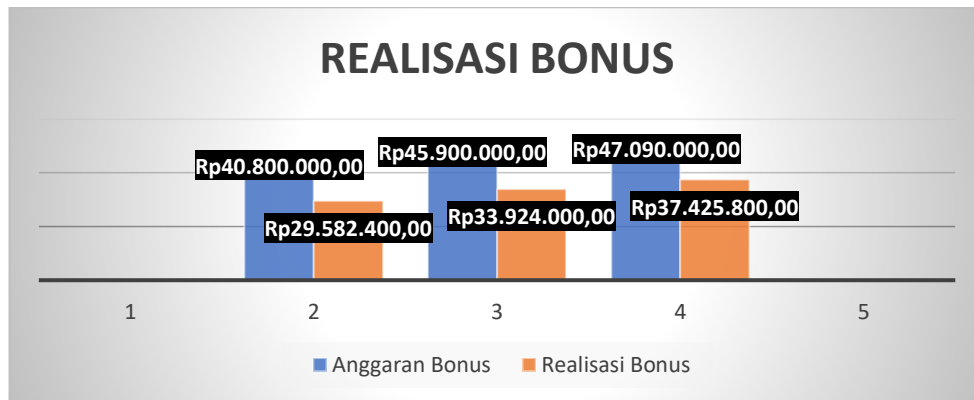 REALISASI BONUS
Rp40.800.000,00
Rp45.900.000,00
Rp47.090.000,00
Rp29.582.400,00
Rp33.924.000,00
Rp37.425.800,00
1 2 3 4 5
Anggaran Bonus Realisasi Bonus